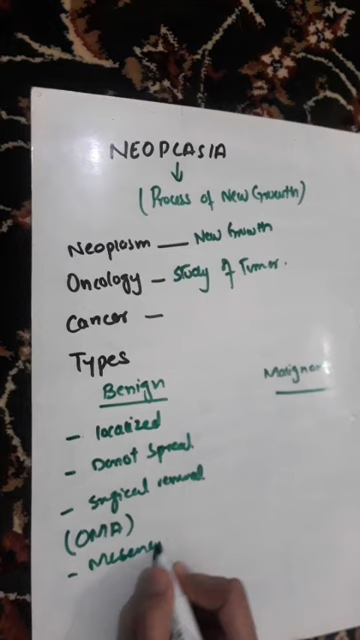 NEOPLASIA
(Process of New Growth)
Neoplasm — New Growth
Oncology — Study of Tumor.
Cancer —
Types
Benign Malignant
- localized
- Donot Spread
- Surgical removal
(OMA)
- Mesen